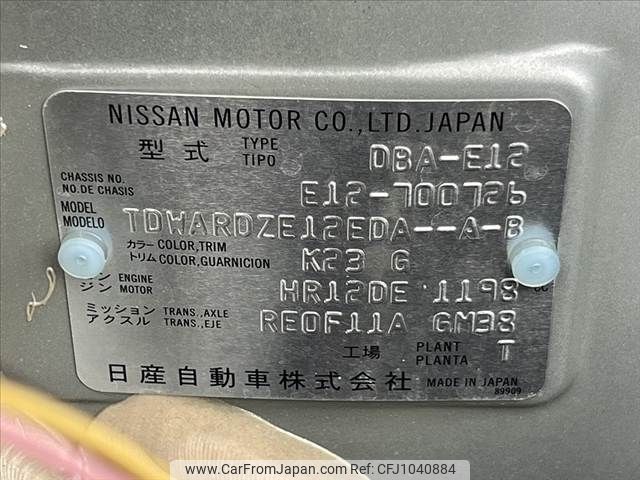 NISSAN MOTOR CO.,LTD.JAPAN
型式 TYPE TIPO DBA-E12
CHASSIS NO. NO.DE CHASIS E12-700726
MODEL MODELO TDWARDZE12EDA--A-B
カラー COLOR,TRIM トリム COLOR,GUARNICION K23 G
ン ENGINE ジン MOTOR HR12DE 1198 CC
ミッション TRANS.,AXLE アクスル TRANS.,EJE RE0F11A GM38
工場 PLANT PLANTA T
日産自動車株式会社 MADE IN JAPAN
89909
www.CarFromJapan.com - CFJ Ref: CFJ1040884